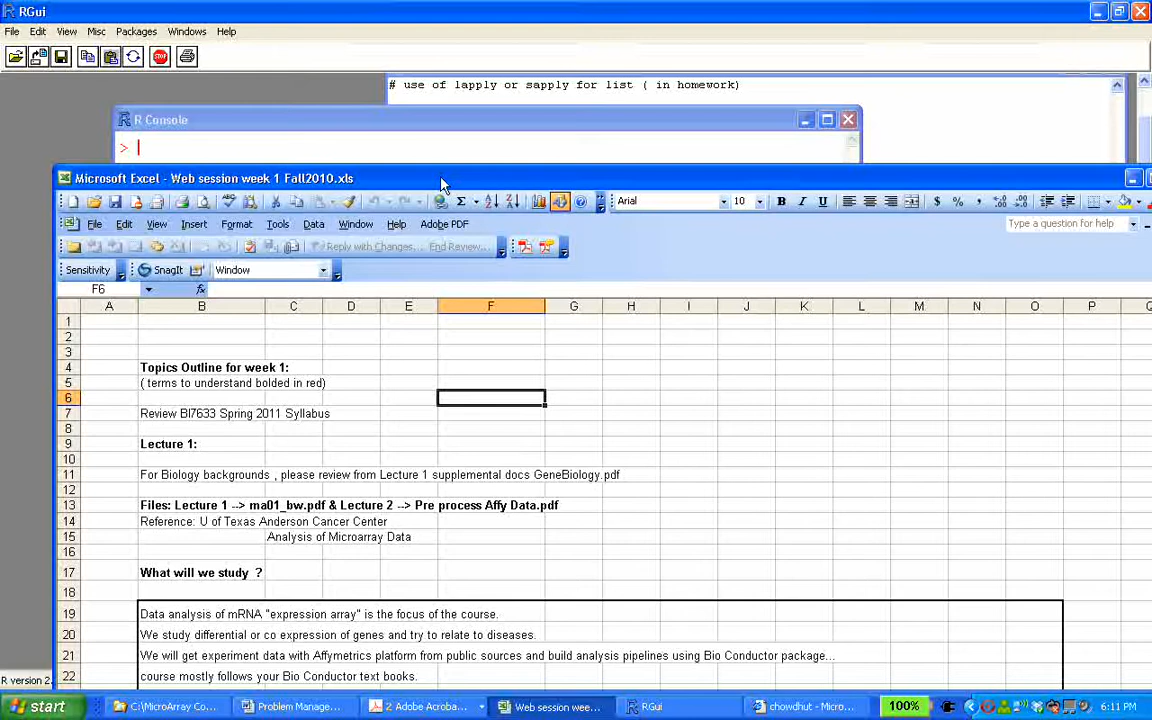 RGui
File Edit View Misc Packages Windows Help
STOP
# use of lapply or sapply for list ( in homework)
R Console
>
Microsoft Excel - Web session week 1 Fall2010.xls
Arial 10 B I U $ % ,
File Edit View Insert Format Tools Data Window Help Adobe PDF Type a question for help
Reply with Changes... End Review...
Sensitivity SnagIt Window
F6 fx
A B C D E F G H I J K L M N O P Q
1
2
3
4 Topics Outline for week 1:
5 ( terms to understand bolded in red)
6
7 Review BI7633 Spring 2011 Syllabus
8
9 Lecture 1:
10
11 For Biology backgrounds , please review from Lecture 1 supplemental docs GeneBiology.pdf
12
13 Files: Lecture 1 --> ma01_bw.pdf & Lecture 2 --> Pre process Affy Data.pdf
14 Reference: U of Texas Anderson Cancer Center
15 Analysis of Microarray Data
16
17 What will we study ?
18
19 Data analysis of mRNA "expression array" is the focus of the course.
20 We study differential or co expression of genes and try to relate to diseases.
21 We will get experiment data with Affymetrics platform from public sources and build analysis pipelines using Bio Conductor package...
22 course mostly follows your Bio Conductor text books.
R version 2.
start C:\MicroArray Co... Problem Manage... 2 Adobe Acroba... Web session wee... RGui chowdhut - Micro... 100% 6:11 PM